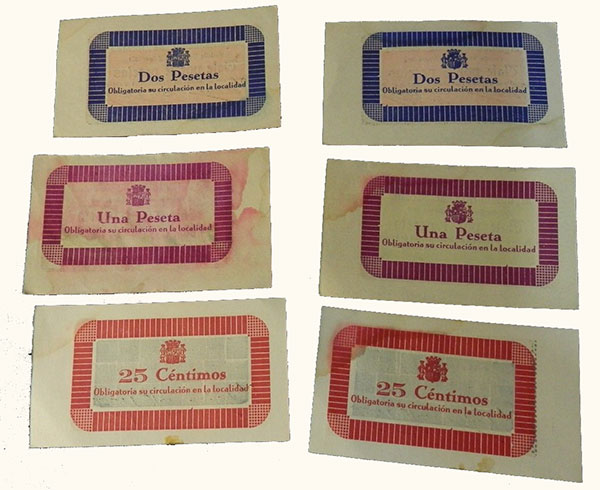 Dos Pesetas
Obligatoria su circulación en la localidad
Dos Pesetas
Obligatoria su circulación en la localidad
Una Peseta
Obligatoria su circulación en la localidad
Una Peseta
Obligatoria su circulación en la localidad
25 Céntimos
Obligatoria su circulación en la localidad
25 Céntimos
Obligatoria su circulación en la localidad